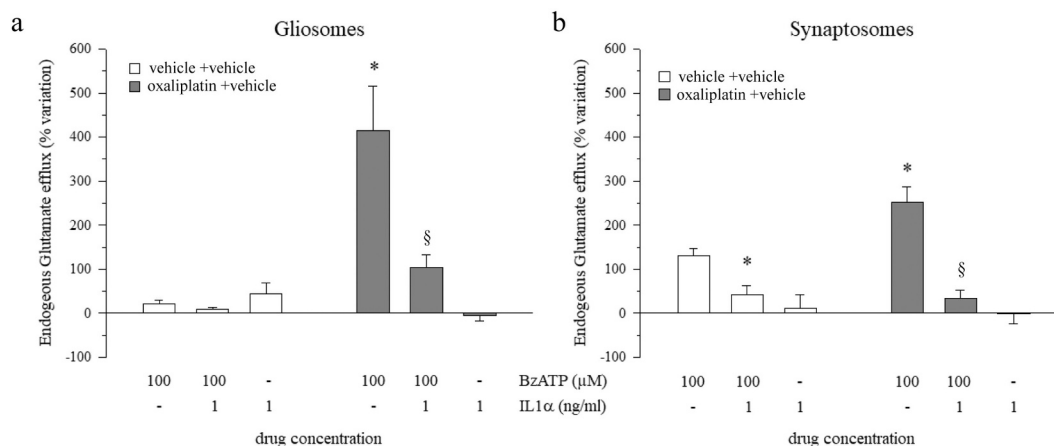 a
Gliosomes
Endogeous Glutamate efflux (% variation)
600
500
400
300
200
100
0
-100
vehicle +vehicle
oxaliplatin +vehicle
*
§
b
Synaptosomes
Endogeous Glutamate efflux (% variation)
600
500
400
300
200
100
0
-100
vehicle +vehicle
oxaliplatin +vehicle
*
*
§
100 100 - 100 100 - BzATP (µM) 100 100 - 100 100 -
- 1 1 - 1 1 IL1α (ng/ml) - 1 1 - 1 1
drug concentration drug concentration